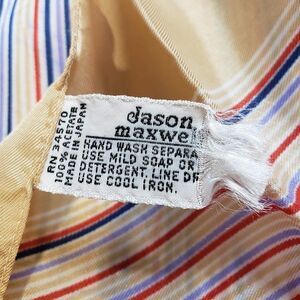 dason
maxwe
HAND WASH SEPARA
USE MILD SOAP OR
DETERGENT. LINE DR
USE COOL IRON.
RN 34570
100% ACETATE
MADE IN JAPAN